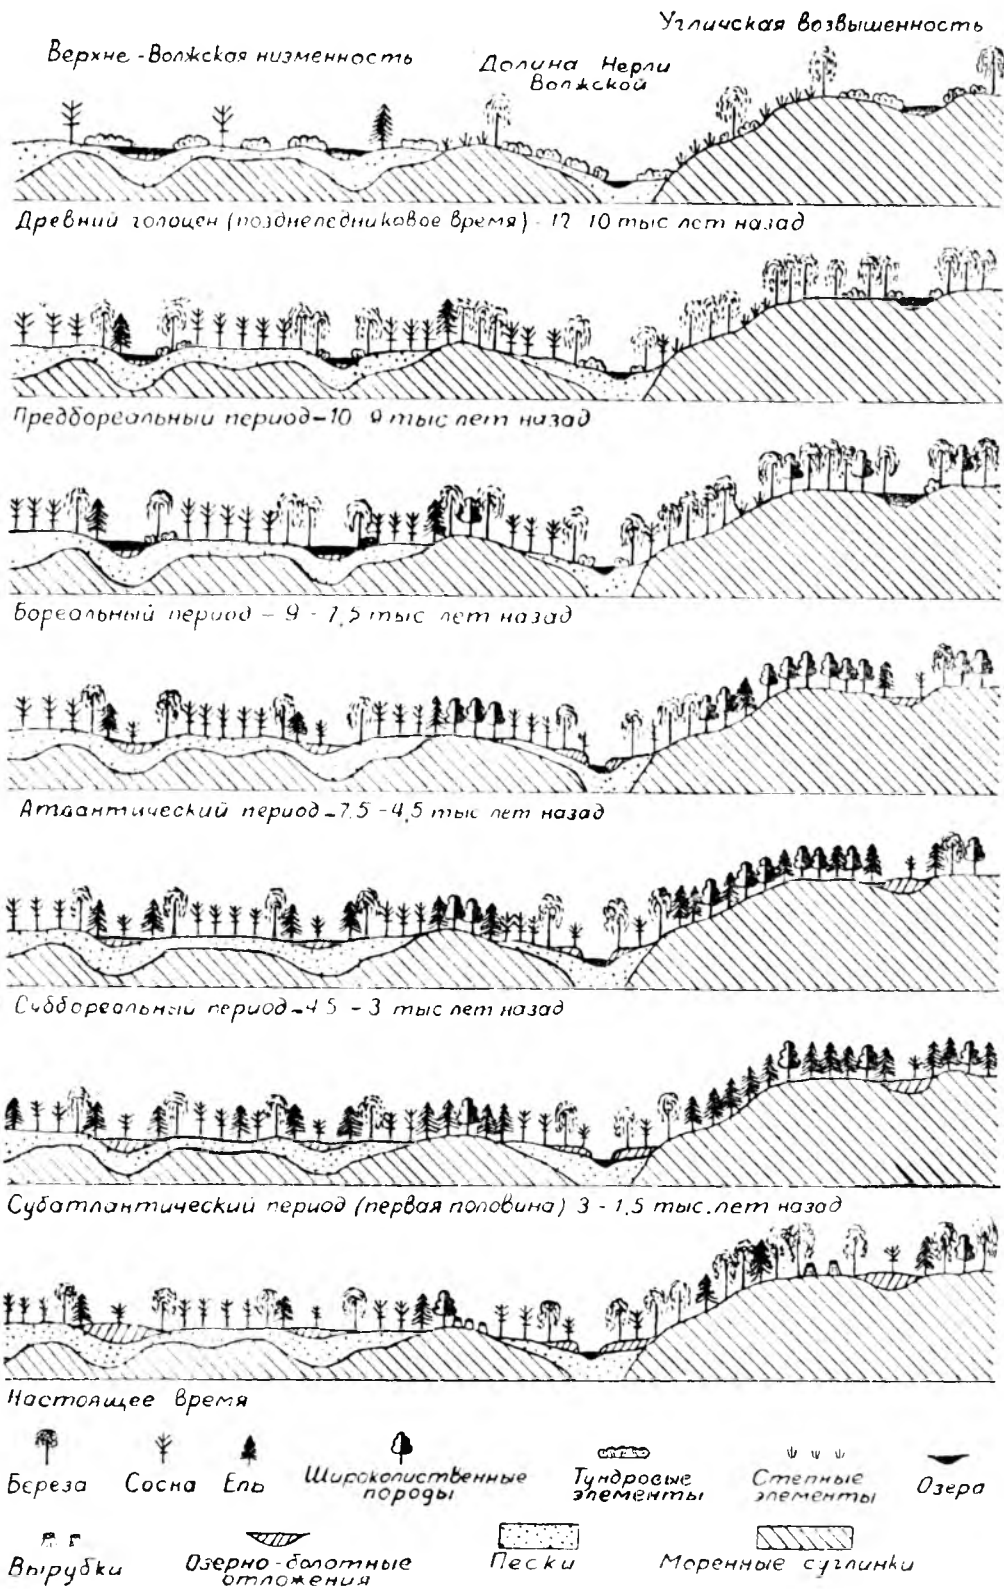 Угличская возвышенность
Верхне-Волжская низменность
Долина Нерли
Волжской
Древний голоцен (позднеледниковое время) - 12 10 тыс лет назад
Предбореальный период-10 9 тыс лет назад
Бореальный период - 9 - 7,5 тыс лет назад
Атлантический период-7.5-4,5 тыс лет назад
Суббореальный период-4 5 - 3 тыс лет назад
Субатлантический период (первая половина) 3 - 1,5 тыс.лет назад
Настоящее время
Береза Сосна Ель Широколиственные породы Тундровые элементы Степные элементы Озера
Вырубки Озерно-болотные отложения Пески Моренные суглинки